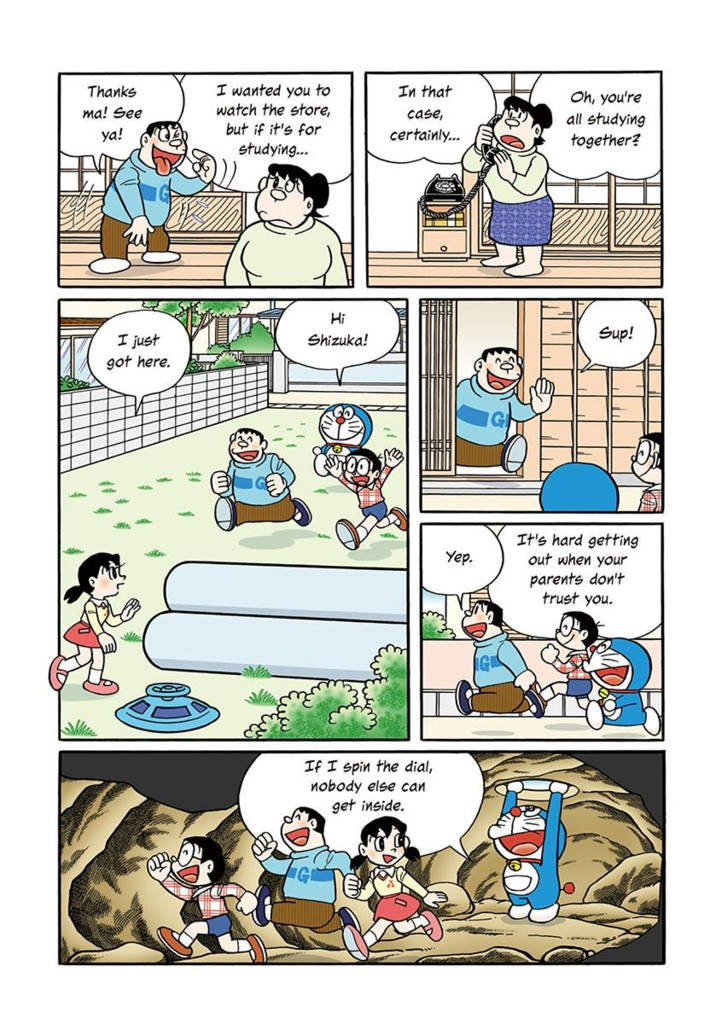 Oh, you're
all studying
together?
In that
case,
certainly...
I wanted you to
watch the store,
but if it's for
studying...
Thanks
ma! See
ya!
Sup!
It's hard getting
out when your
parents don't
trust you.
Yep.
Hi
Shizuka!
I just
got here.
If I spin the dial,
nobody else can
get inside.